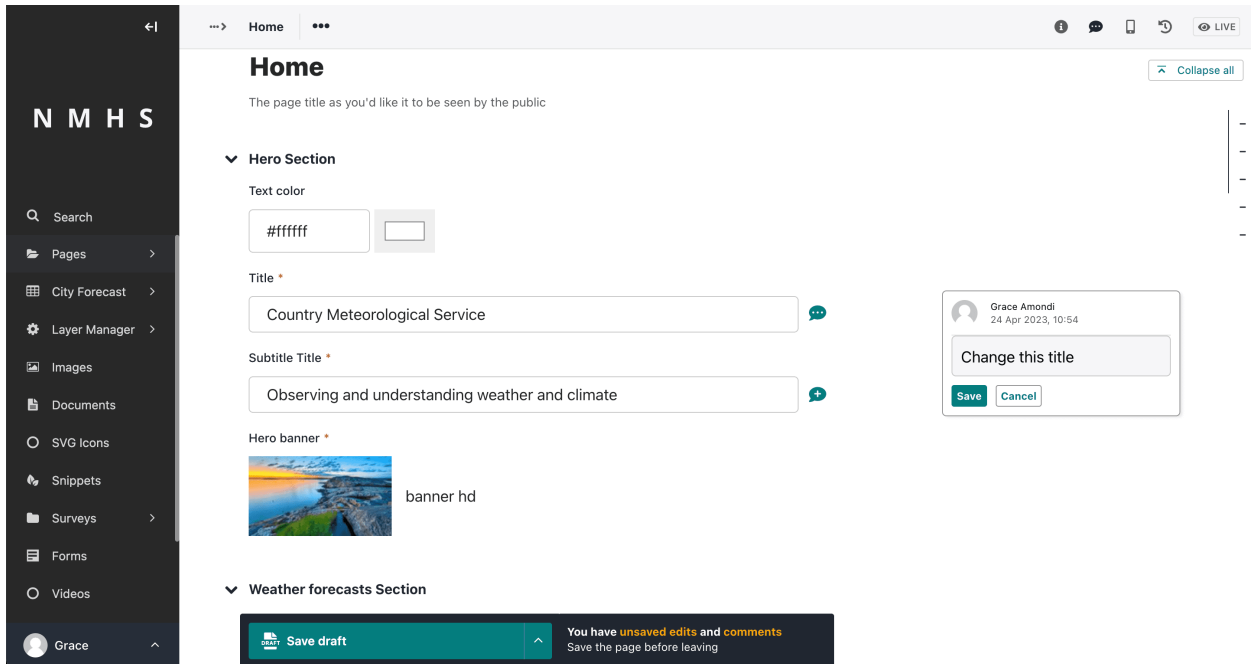 Home
LIVE
NMHS
Search
Pages
City Forecast
Layer Manager
Images
Documents
SVG Icons
Snippets
Surveys
Forms
Videos
Grace
Home
The page title as you'd like it to be seen by the public
Collapse all
Hero Section
Text color
#ffffff
Title *
Country Meteorological Service
Subtitle Title *
Observing and understanding weather and climate
Hero banner *
banner hd
Grace Amondi
24 Apr 2023, 10:54
Change this title
Save
Cancel
Weather forecasts Section
DRAFT
Save draft
You have unsaved edits and comments
Save the page before leaving